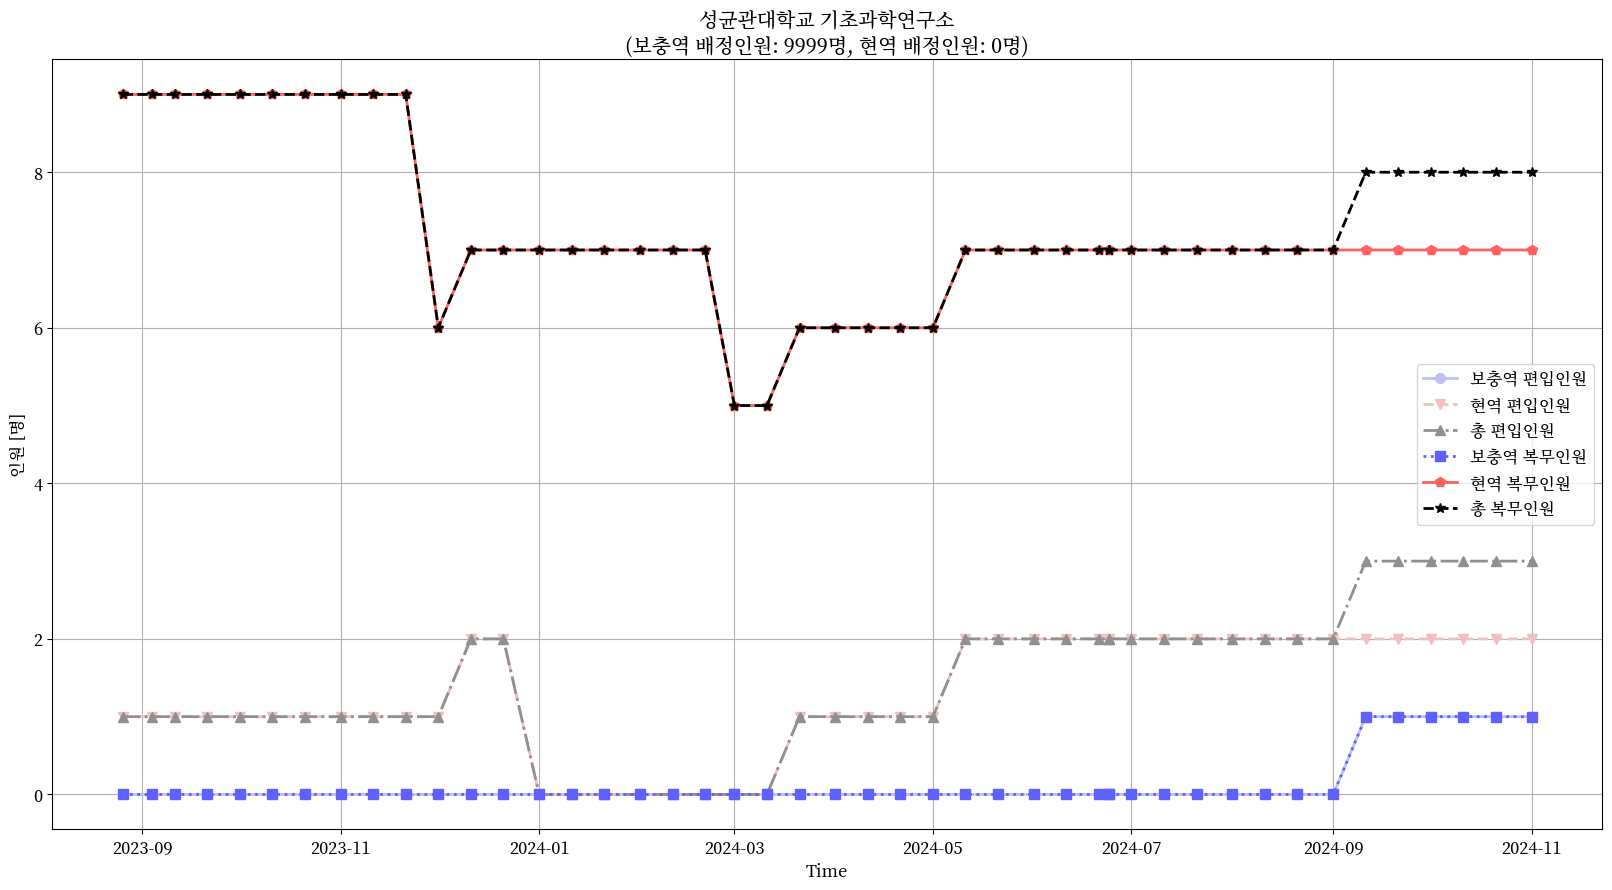 성균관대학교 기초과학연구소
(보충역 배정인원: 9999명, 현역 배정인원: 0명)
인원 [명]
8
6
4
2
0
보충역 편입인원
현역 편입인원
총 편입인원
보충역 복무인원
현역 복무인원
총 복무인원
2023-09
2023-11
2024-01
2024-03
2024-05
2024-07
2024-09
2024-11
Time